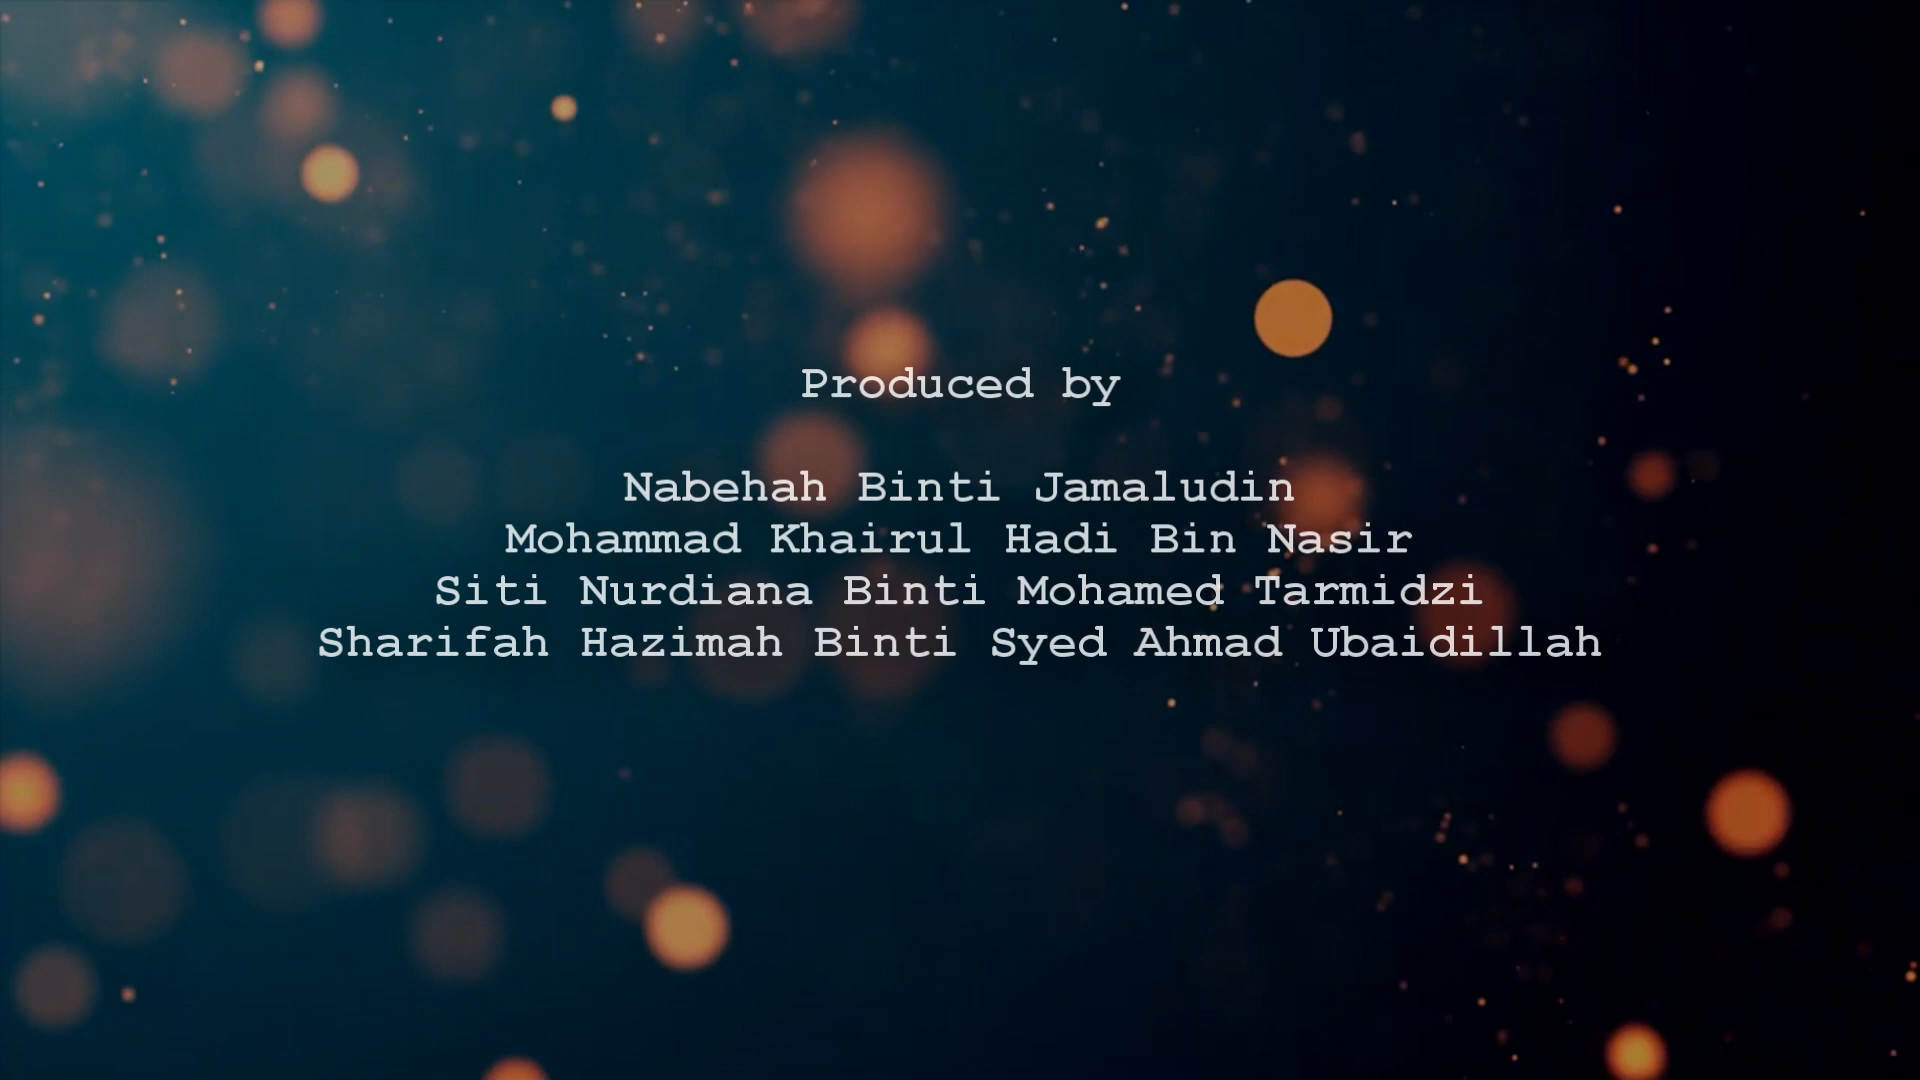 Produced by
Nabehah Binti Jamaludin
Mohammad Khairul Hadi Bin Nasir
Siti Nurdiana Binti Mohamed Tarmidzi
Sharifah Hazimah Binti Syed Ahmad Ubaidillah